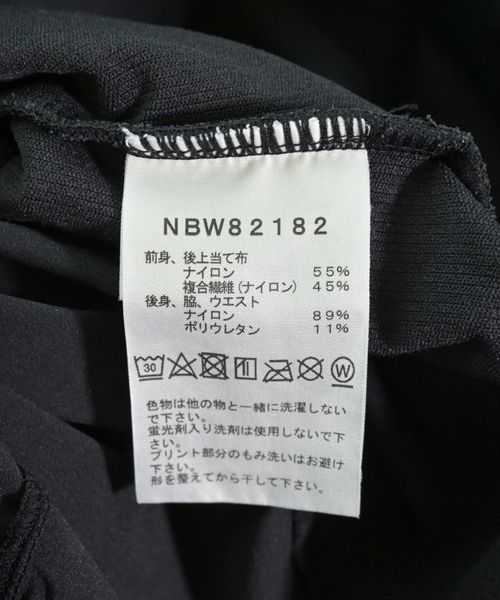 NBW82182
前身、後上当て布
ナイロン 55%
複合繊維(ナイロン) 45%
後身、脇、ウエスト
ナイロン 89%
ポリウレタン 11%
30 W
色物は他の物と一緒に洗濯しない
で下さい。
蛍光剤入り洗剤は使用しないで下
さい。
プリント部分のもみ洗いはお避け
下さい。
形を整えてから干して下さい。